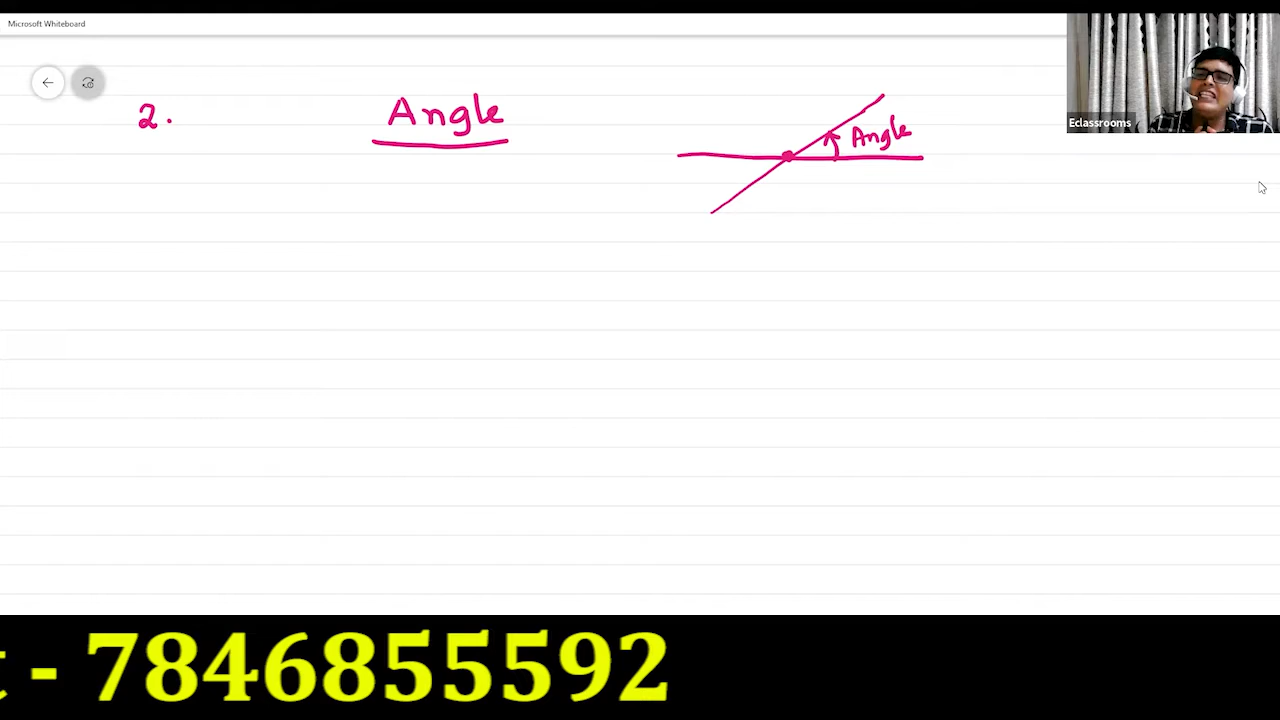 Microsoft Whiteboard
2. Angle
Angle
Eclassrooms
- 7846855592